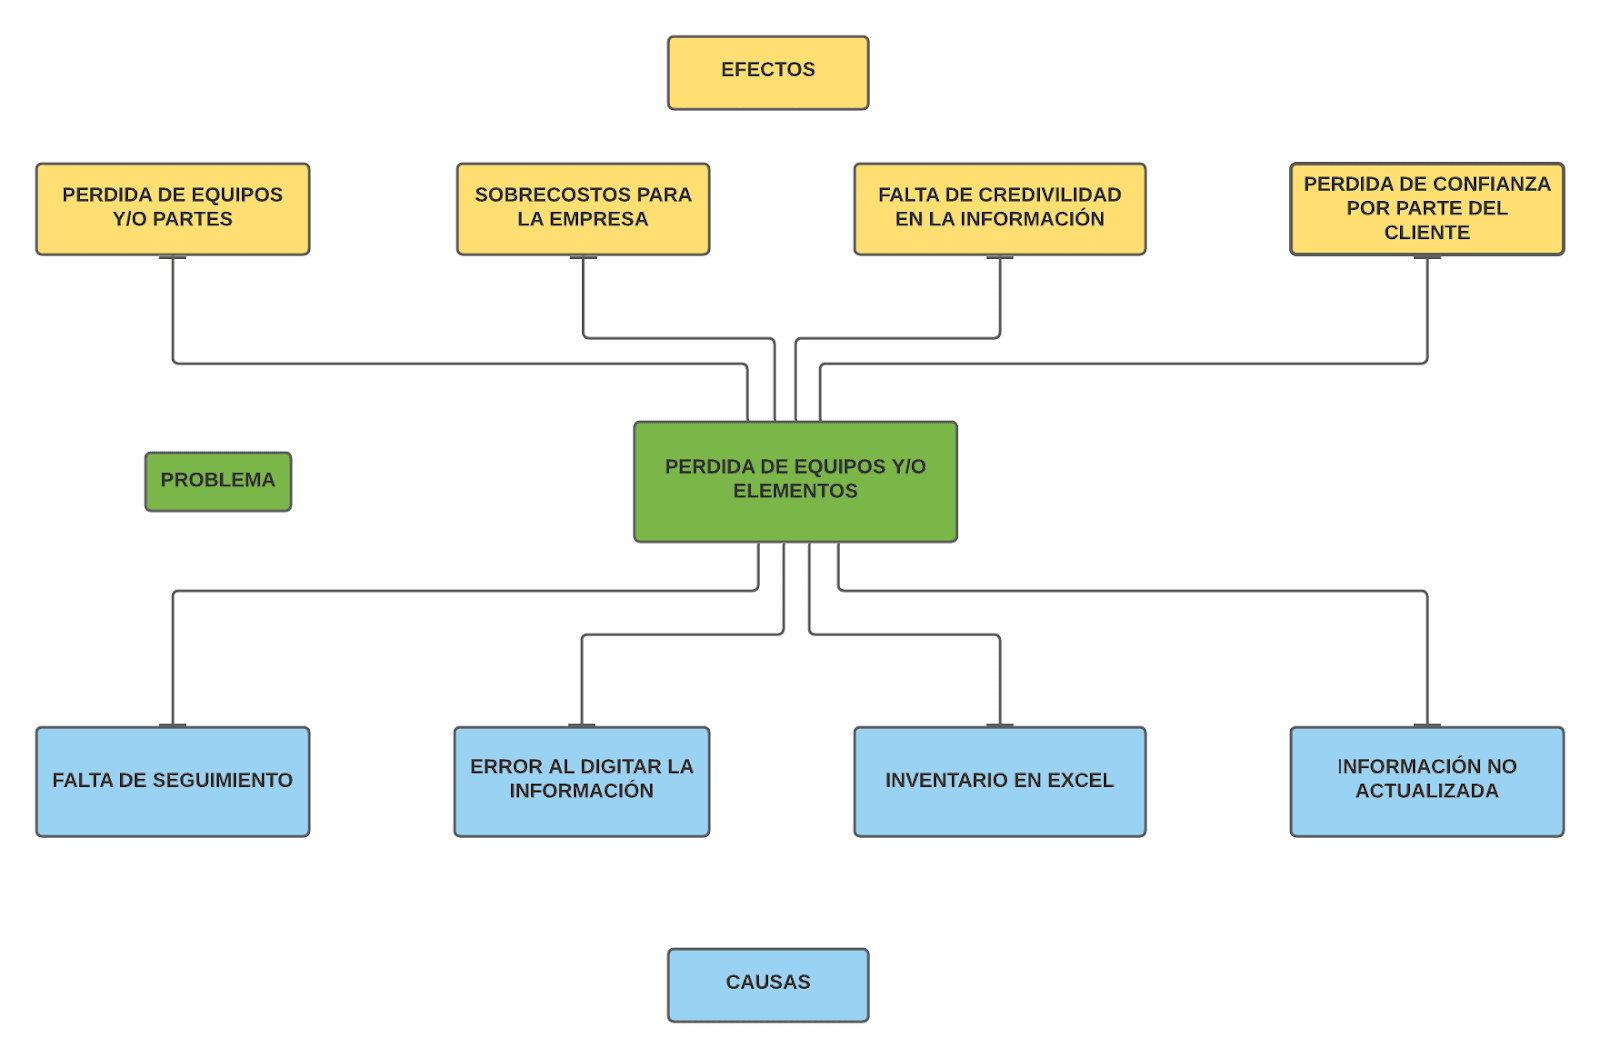 EFECTOS
PERDIDA DE EQUIPOS
Y/O PARTES
SOBRECOSTOS PARA
LA EMPRESA
FALTA DE CREDIVILIDAD
EN LA INFORMACIÓN
PERDIDA DE CONFIANZA
POR PARTE DEL
CLIENTE
PROBLEMA
PERDIDA DE EQUIPOS Y/O
ELEMENTOS
FALTA DE SEGUIMIENTO
ERROR AL DIGITAR LA
INFORMACIÓN
INVENTARIO EN EXCEL
INFORMACIÓN NO
ACTUALIZADA
CAUSAS